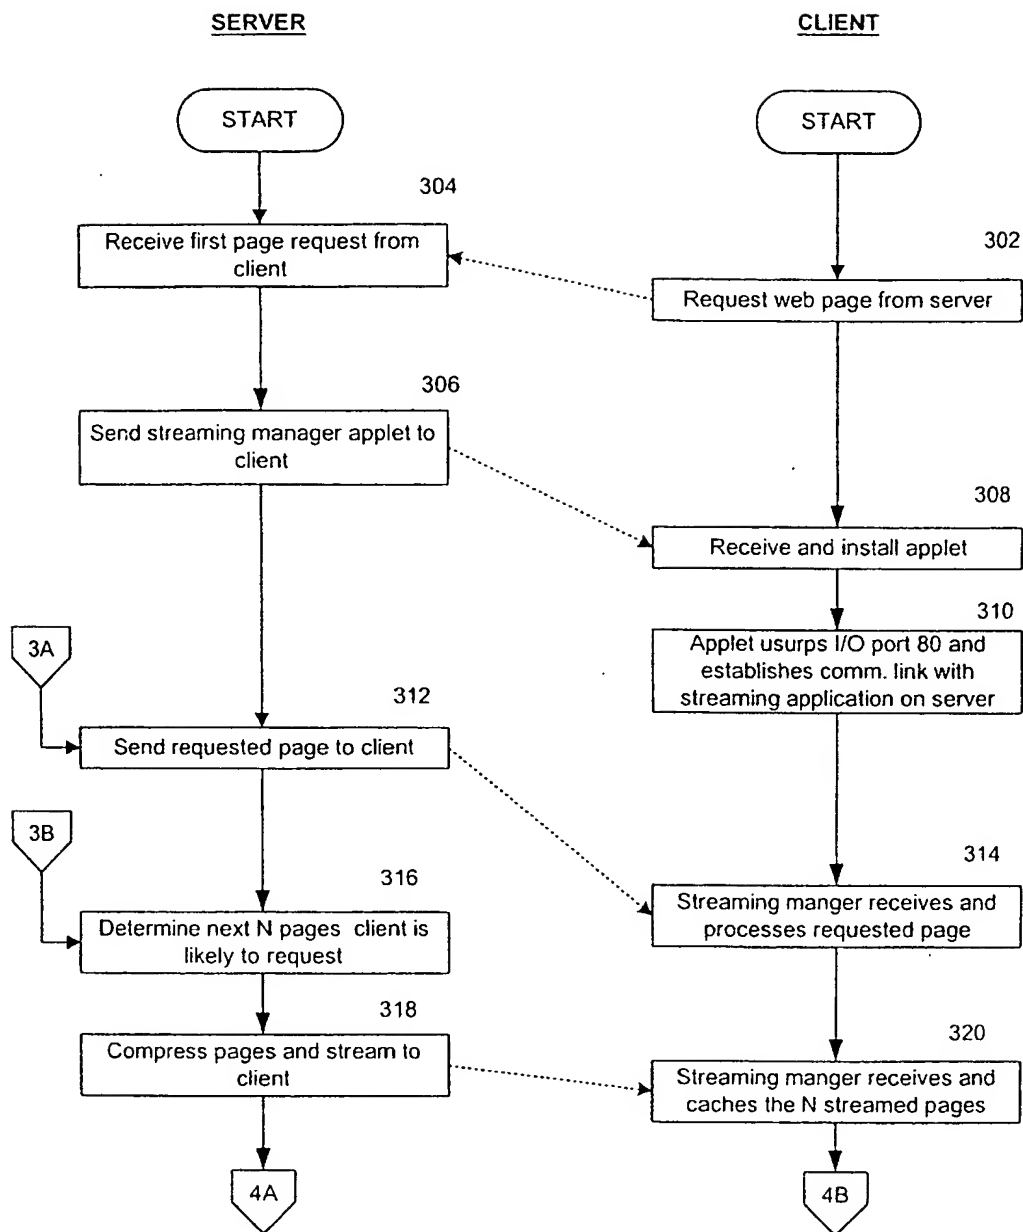 SERVER
CLIENT
START
START
304
Receive first page request from
client
302
Request web page from server
306
Send streaming manager applet to
client
308
Receive and install applet
310
Applet usurps I/O port 80 and
establishes comm. link with
streaming application on server
3A
312
Send requested page to client
3B
314
Streaming manger receives and
processes requested page
316
Determine next N pages client is
likely to request
318
Compress pages and stream to
client
320
Streaming manger receives and
caches the N streamed pages
4A
4B